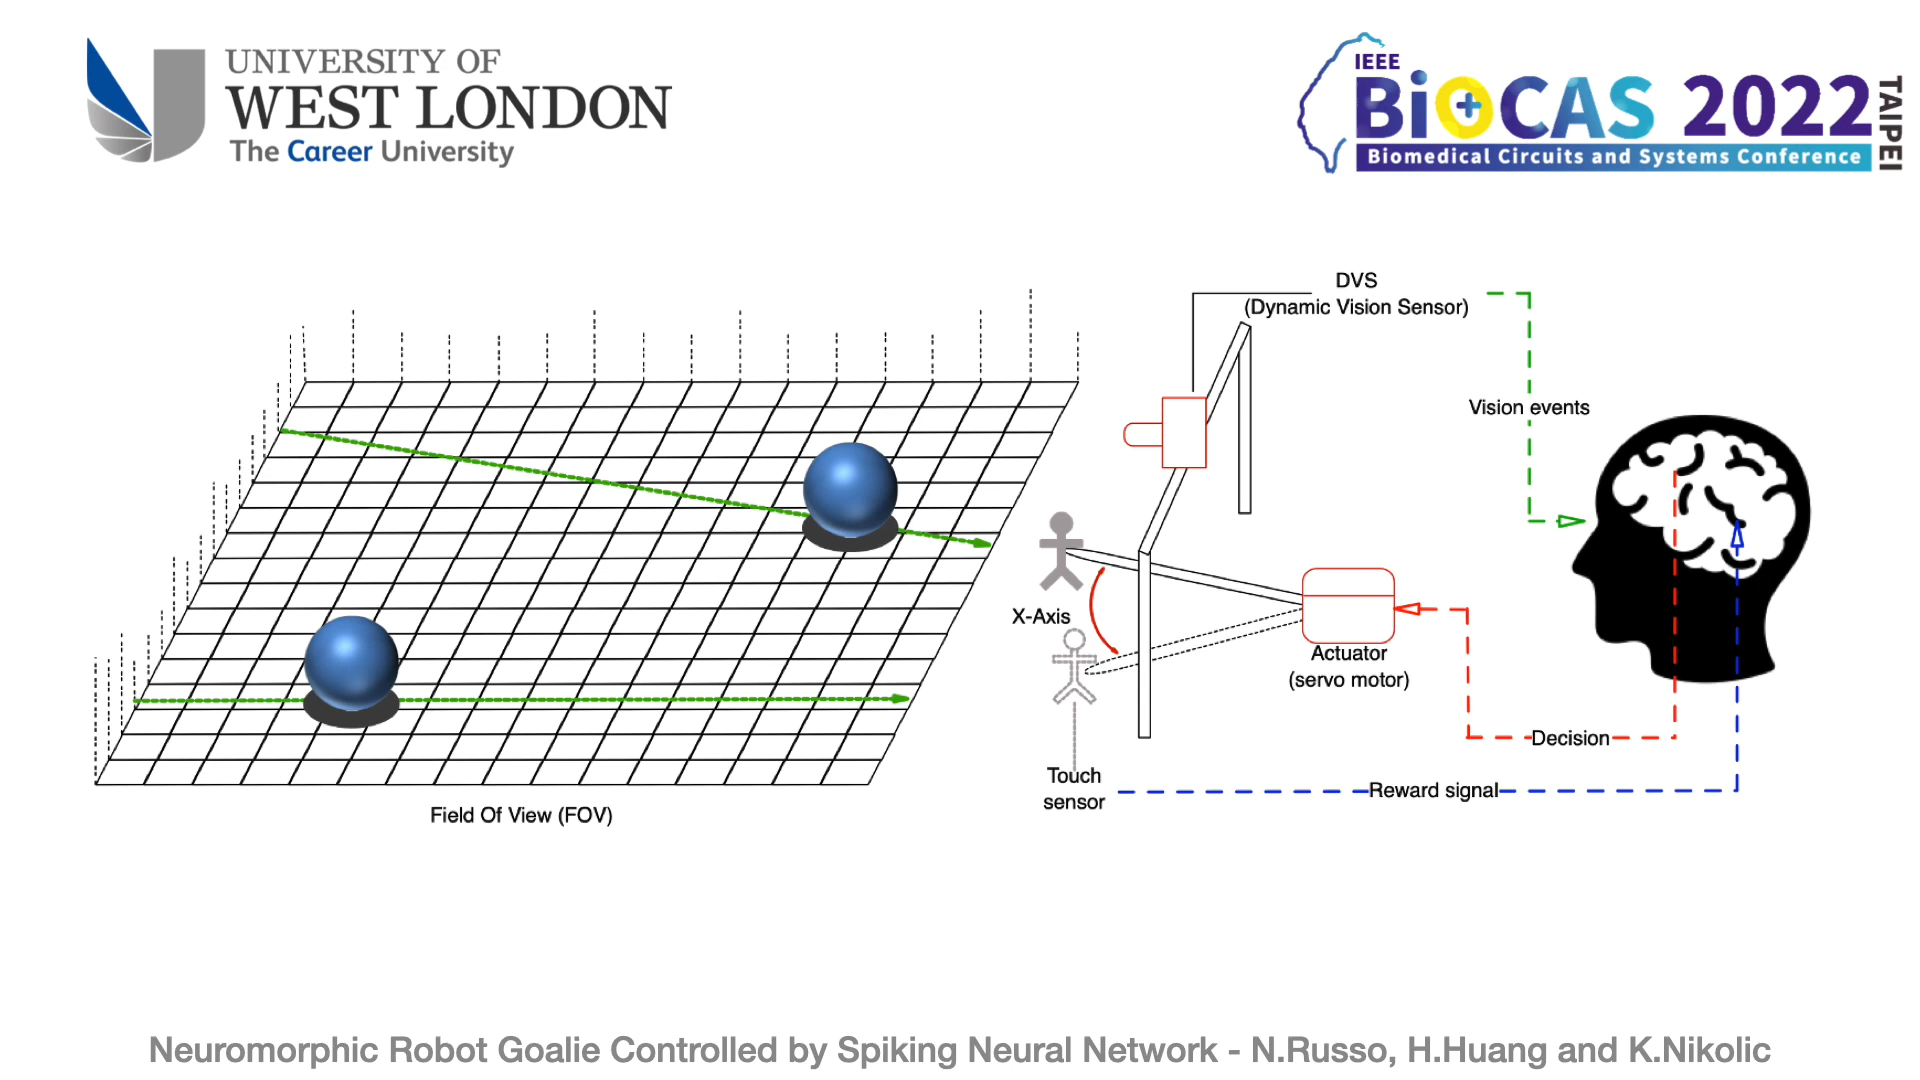 UNIVERSITY OF
WEST LONDON
The Career University
IEEE
BiOCAS 2022
TAIPEI
Biomedical Circuits and Systems Conference
DVS
(Dynamic Vision Sensor)
Vision events
X-Axis
Actuator
(servo motor)
Decision
Touch
sensor
Reward signal
Field Of View (FOV)
Neuromorphic Robot Goalie Controlled by Spiking Neural Network - N.Russo, H.Huang and K.Nikolic